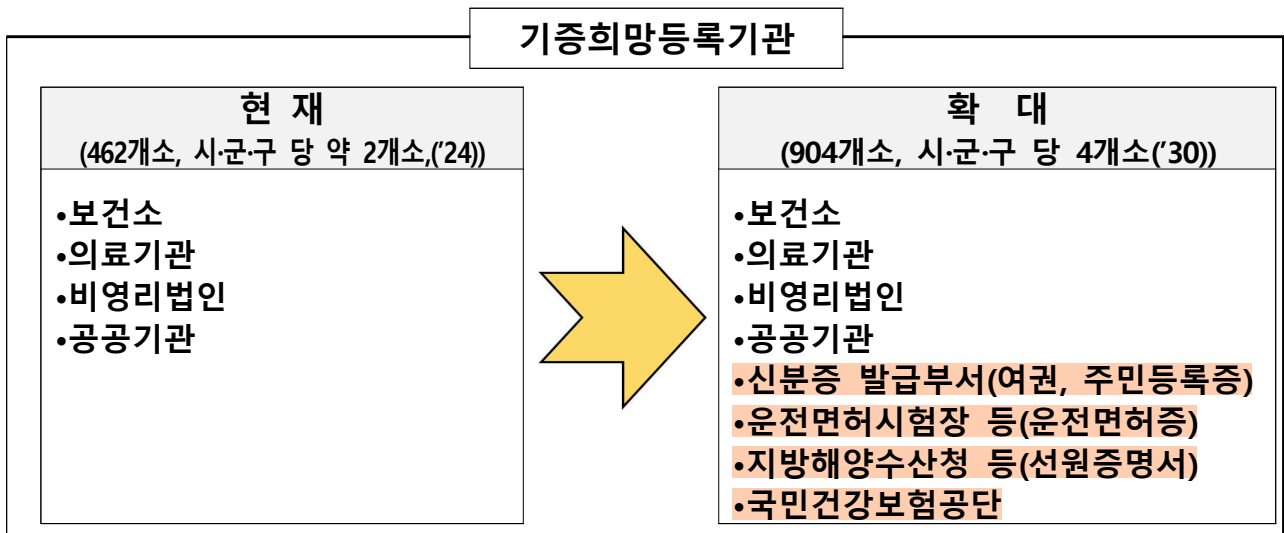 기증희망등록기관
현 재
(462개소, 시·군·구 당 약 2개소,('24))
•보건소
•의료기관
•비영리법인
•공공기관
확 대
(904개소, 시·군·구 당 4개소('30))
•보건소
•의료기관
•비영리법인
•공공기관
•신분증 발급부서(여권, 주민등록증)
•운전면허시험장 등(운전면허증)
•지방해양수산청 등(선원증명서)
•국민건강보험공단